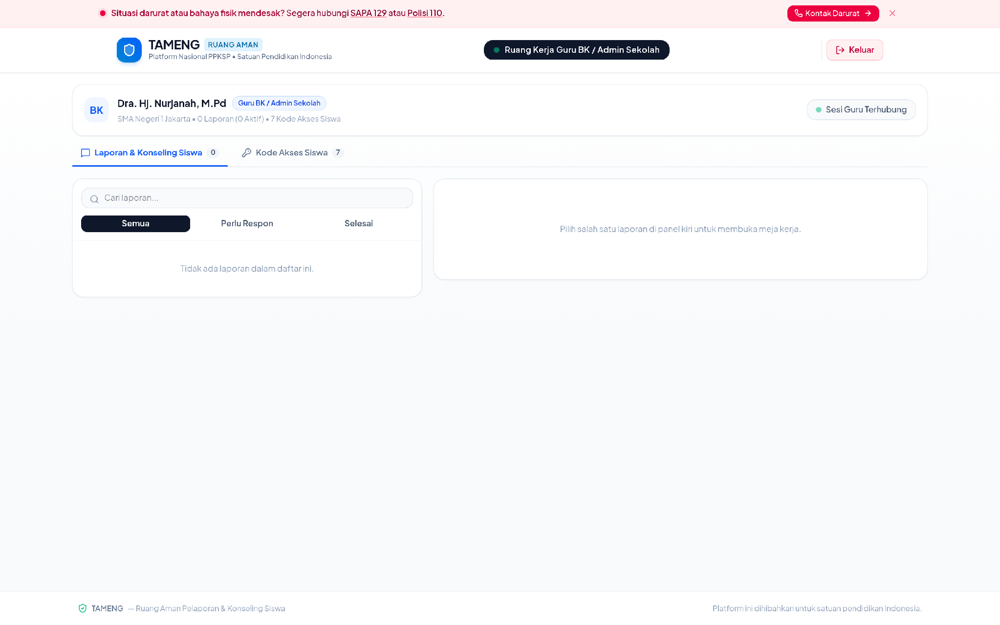 Situasi darurat atau bahaya fisik mendesak? Segera hubungi SAPA 129 atau Polisi 110.
Kontak Darurat
TAMENG RUANG AMAN
Platform Nasional PPKSP • Satuan Pendidikan Indonesia
Ruang Kerja Guru BK / Admin Sekolah
Keluar
BK
Dra. Hj. Nurjanah, M.Pd Guru BK / Admin Sekolah
SMA Negeri 1 Jakarta • 0 Laporan (0 Aktif) • 7 Kode Akses Siswa
Sesi Guru Terhubung
Laporan & Konseling Siswa 0
Kode Akses Siswa 7
Cari laporan...
Semua
Perlu Respon
Selesai
Tidak ada laporan dalam daftar ini.
Pilih salah satu laporan di panel kiri untuk membuka meja kerja.
TAMENG — Ruang Aman Pelaporan & Konseling Siswa
Platform ini dihibahkan untuk satuan pendidikan Indonesia.